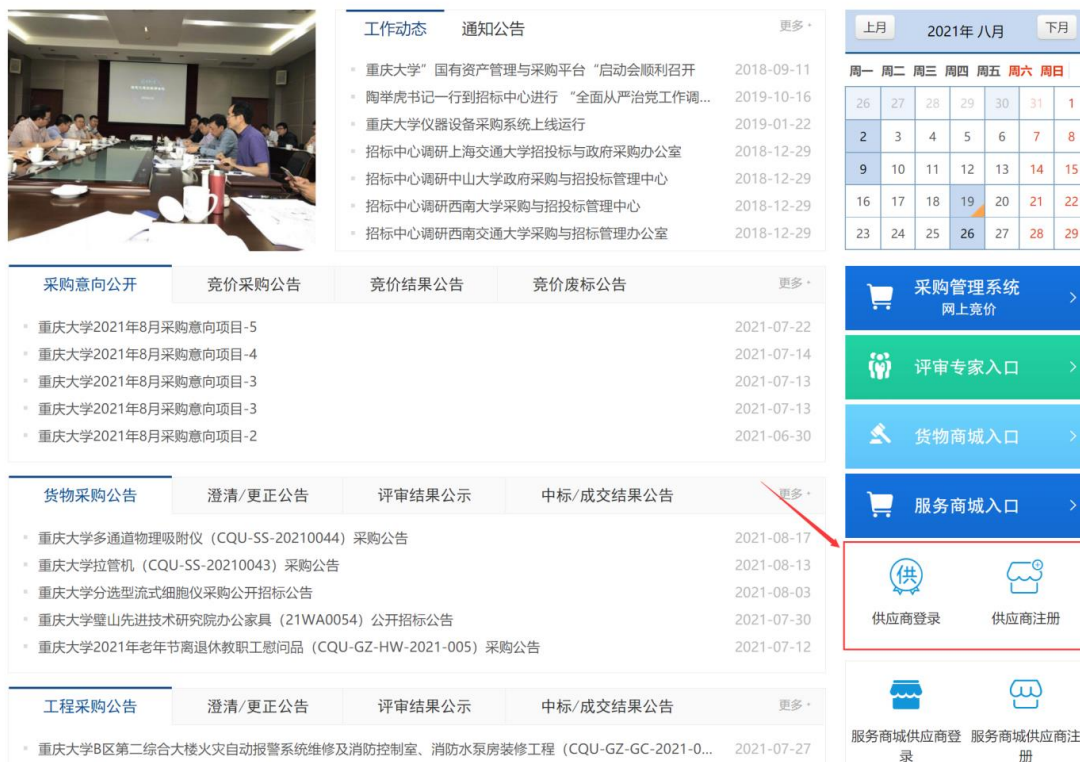 工作动态 通知公告 更多
重庆大学”国有资产管理与采购平台“启动会顺利召开 2018-09-11
陶举虎书记一行到招标中心进行 “全面从严治党工作调... 2019-10-16
重庆大学仪器设备采购系统上线运行 2019-01-22
招标中心调研上海交通大学招投标与政府采购办公室 2018-12-29
招标中心调研中山大学政府采购与招投标管理中心 2018-12-29
招标中心调研西南大学采购与招投标管理中心 2018-12-29
招标中心调研西南交通大学采购与招标管理办公室 2018-12-29
上月 2021年 八月 下月
周一 周二 周三 周四 周五 周六 周日
26 27 28 29 30 31 1
2 3 4 5 6 7 8
9 10 11 12 13 14 15
16 17 18 19 20 21 22
23 24 25 26 27 28 29
采购意向公开 竞价采购公告 竞价结果公告 竞价废标公告 更多
重庆大学2021年8月采购意向项目-5 2021-07-22
重庆大学2021年8月采购意向项目-4 2021-07-14
重庆大学2021年8月采购意向项目-3 2021-07-13
重庆大学2021年8月采购意向项目-3 2021-07-13
重庆大学2021年8月采购意向项目-2 2021-06-30
采购管理系统
网上竞价
评审专家入口
货物商城入口
服务商城入口
货物采购公告 澄清/更正公告 评审结果公示 中标/成交结果公告 更多
重庆大学多通道物理吸附仪（CQU-SS-20210044）采购公告 2021-08-17
重庆大学拉管机（CQU-SS-20210043）采购公告 2021-08-13
重庆大学分选型流式细胞仪采购公开招标公告 2021-08-03
重庆大学璧山先进技术研究院办公家具（21WA0054）公开招标公告 2021-07-30
重庆大学2021年老年节离退休教职工慰问品（CQU-GZ-HW-2021-005）采购公告 2021-07-12
供
供应商登录 供应商注册
工程采购公告 澄清/更正公告 评审结果公示 中标/成交结果公告 更多
重庆大学B区第二综合大楼火灾自动报警系统维修及消防控制室、消防水泵房装修工程（CQU-GZ-GC-2021-0... 2021-07-27
服务商城供应商登 服务商城供应商注
录 册